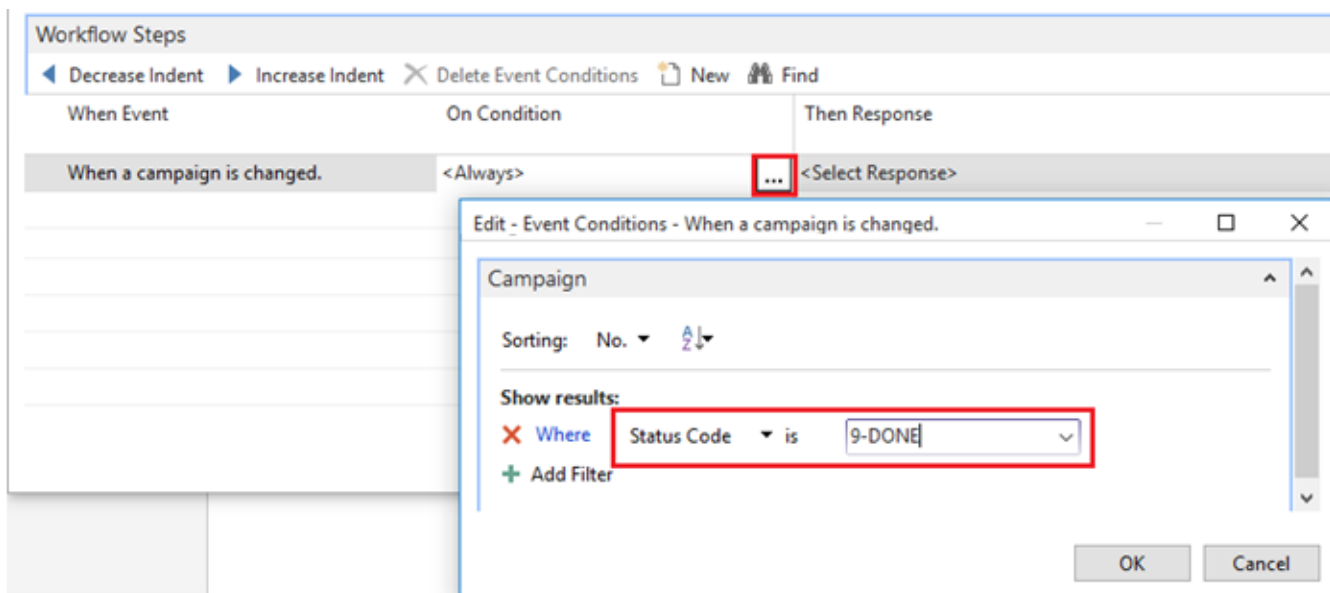 Workflow Steps
Decrease Indent Increase Indent Delete Event Conditions New Find
When Event On Condition Then Response
When a campaign is changed. <Always> ... <Select Response>
Edit - Event Conditions - When a campaign is changed.
Campaign
Sorting: No. AZ
Show results:
Where Status Code is 9-DONE
Add Filter
OK Cancel